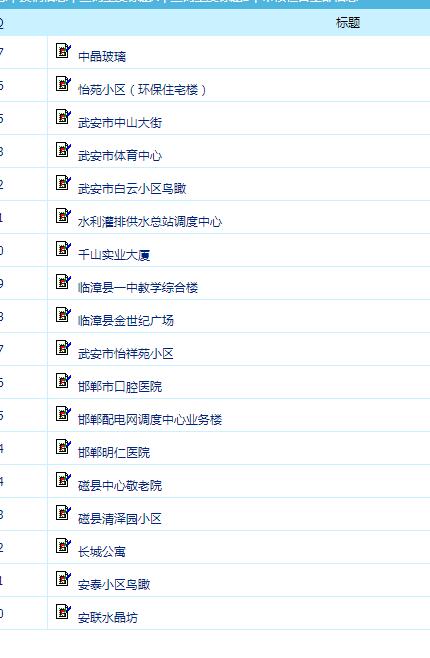 标题
7 中晶玻璃
怡苑小区（环保住宅楼）
武安市中山大街
3 武安市体育中心
2 武安市白云小区鸟瞰
1 水利灌排供水总站调度中心
0 千山实业大厦
9 临漳县一中教学综合楼
临漳县金世纪广场
7 武安市怡祥苑小区
邯郸市口腔医院
邯郸配电网调度中心业务楼
4 邯郸明仁医院
4 磁县中心敬老院
3 磁县清泽园小区
2 长城公寓
1 安泰小区鸟瞰
0 安联水晶坊